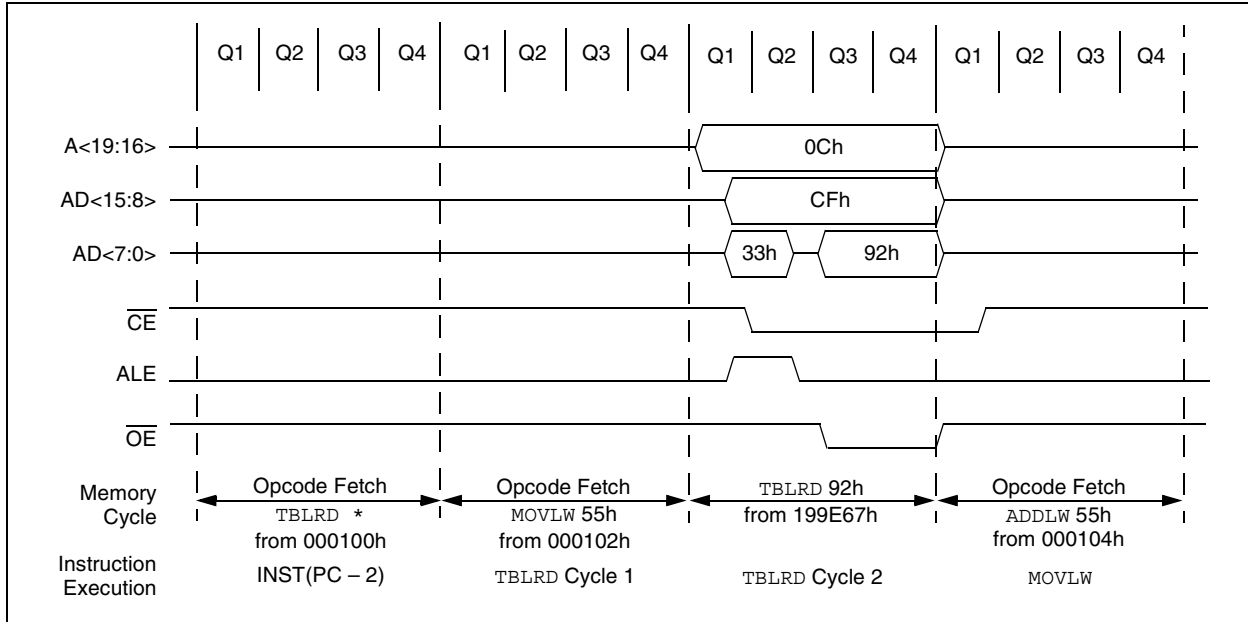 Q1 Q2 Q3 Q4 Q1 Q2 Q3 Q4 Q1 Q2 Q3 Q4 Q1 Q2 Q3 Q4
A<19:16> 0Ch
AD<15:8> CFh
AD<7:0> 33h 92h
CE
ALE
OE
Memory Cycle
Opcode Fetch
TBLRD *
from 000100h
Opcode Fetch
MOVLW 55h
from 000102h
TBLRD 92h
from 199E67h
Opcode Fetch
ADDLW 55h
from 000104h
Instruction
Execution
INST(PC – 2)
TBLRD Cycle 1
TBLRD Cycle 2
MOVLW